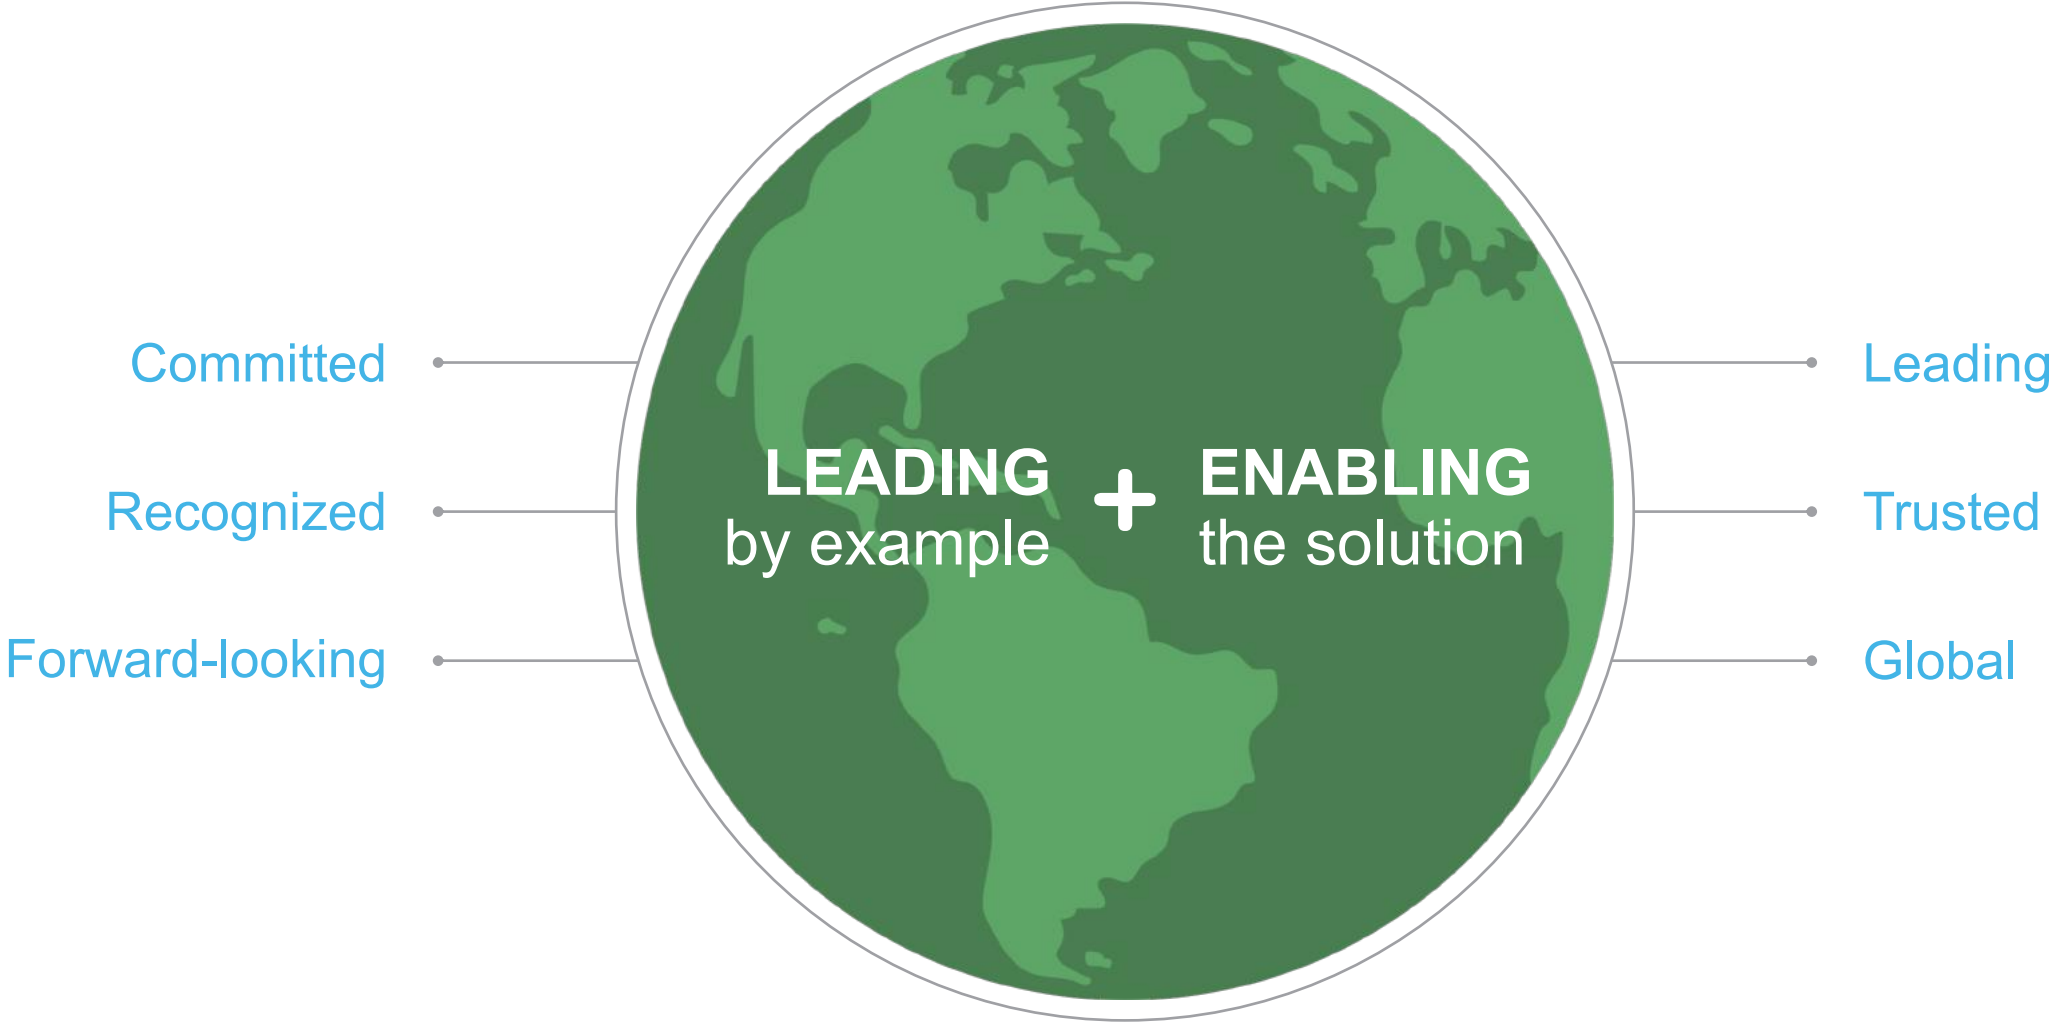 Committed
Recognized
Forward-looking
LEADING
by example
+
ENABLING
the solution
Leading
Trusted
Global